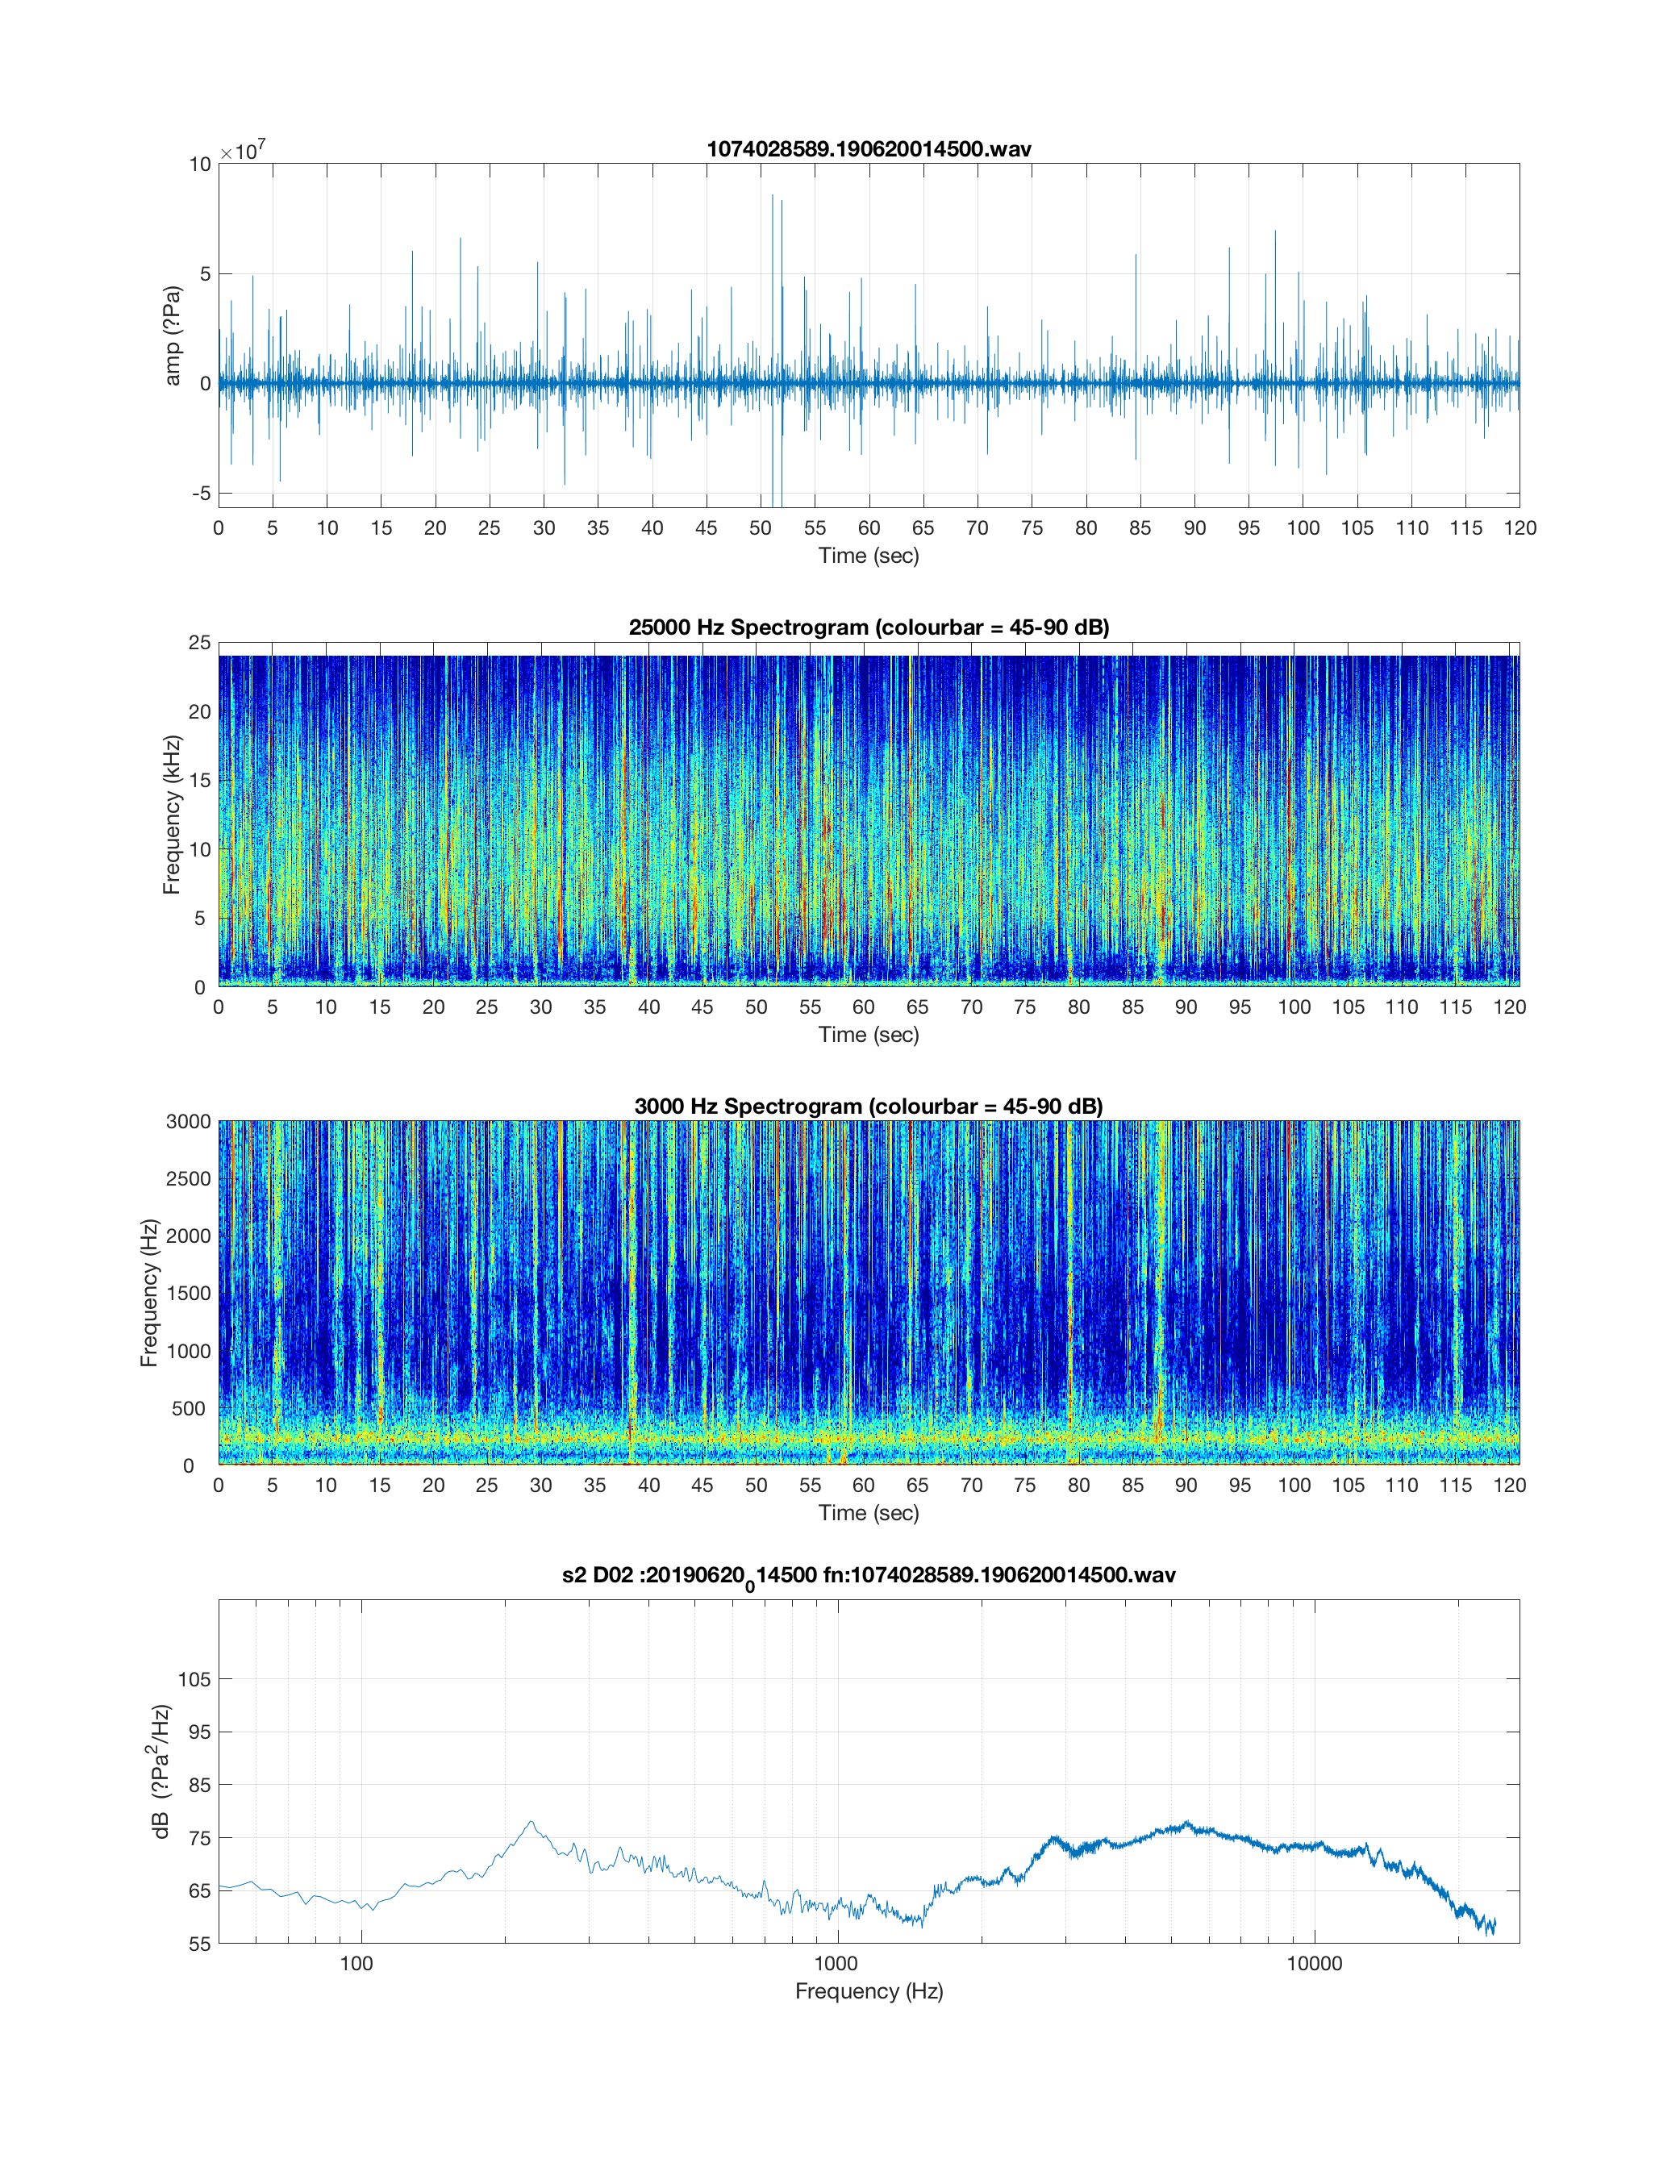 1074028589.190620014500.wav
×10⁷
10
5
0
-5
amp (?Pa)
0 5 10 15 20 25 30 35 40 45 50 55 60 65 70 75 80 85 90 95 100 105 110 115 120
Time (sec)
25000 Hz Spectrogram (colourbar = 45-90 dB)
25
20
15
10
5
0
Frequency (kHz)
0 5 10 15 20 25 30 35 40 45 50 55 60 65 70 75 80 85 90 95 100 105 110 115 120
Time (sec)
3000 Hz Spectrogram (colourbar = 45-90 dB)
3000
2500
2000
1500
1000
500
0
Frequency (Hz)
0 5 10 15 20 25 30 35 40 45 50 55 60 65 70 75 80 85 90 95 100 105 110 115 120
Time (sec)
s2 D02 :20190620₀14500 fn:1074028589.190620014500.wav
105
95
85
75
65
55
dB (?Pa²/Hz)
100 1000 10000
Frequency (Hz)